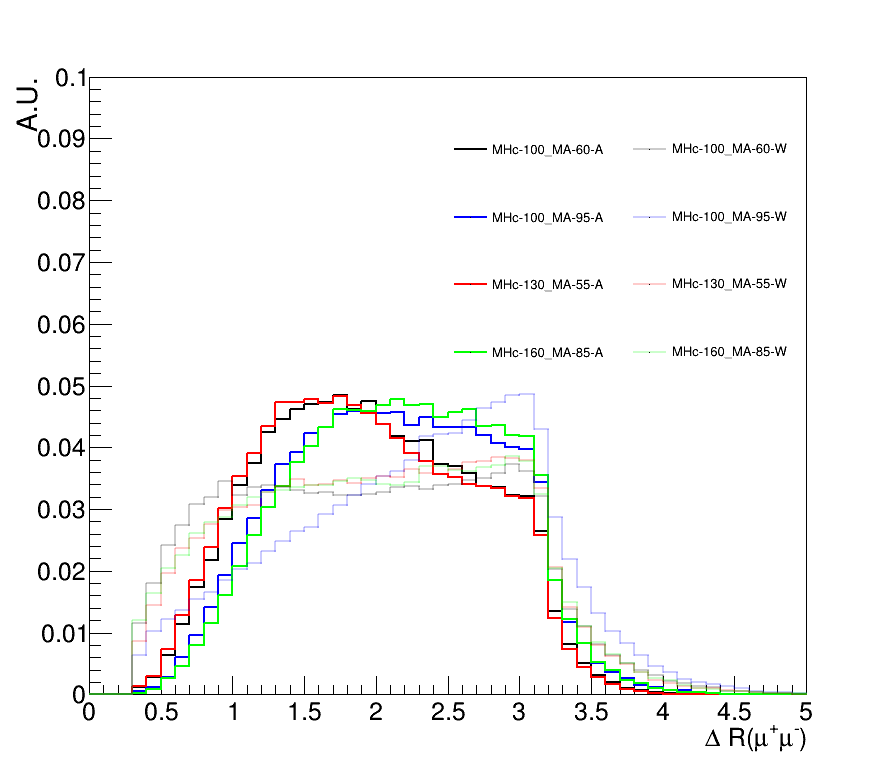 A.U.
0.1
0.09
0.08
0.07
0.06
0.05
0.04
0.03
0.02
0.01
0
MHc-100_MA-60-A MHc-100_MA-60-W
MHc-100_MA-95-A MHc-100_MA-95-W
MHc-130_MA-55-A MHc-130_MA-55-W
MHc-160_MA-85-A MHc-160_MA-85-W
0 0.5 1 1.5 2 2.5 3 3.5 4 4.5 5
Δ R(μ⁺μ⁻)